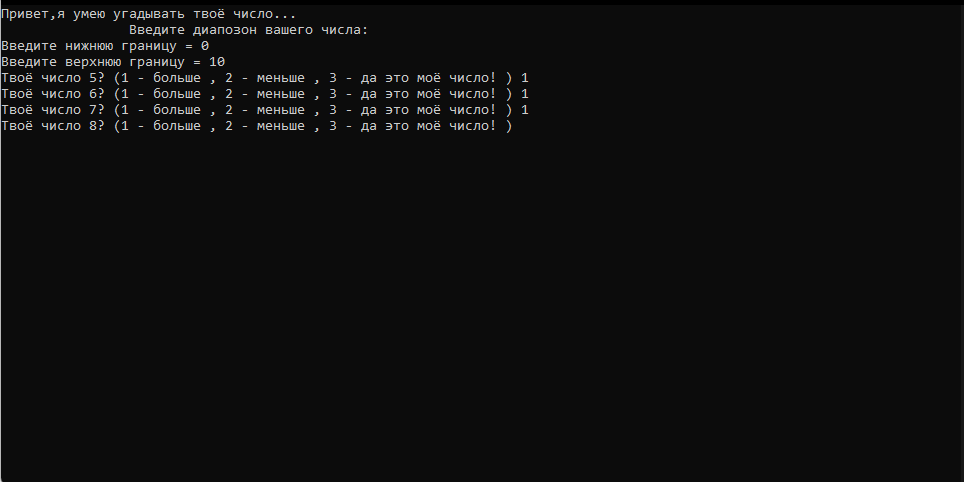 Привет,я умею угадывать твоё число...
Введите диапозон вашего числа:
Введите нижнюю границу = 0
Введите верхнюю границу = 10
Твоё число 5? (1 - больше , 2 - меньше , 3 - да это моё число! ) 1
Твоё число 6? (1 - больше , 2 - меньше , 3 - да это моё число! ) 1
Твоё число 7? (1 - больше , 2 - меньше , 3 - да это моё число! ) 1
Твоё число 8? (1 - больше , 2 - меньше , 3 - да это моё число! )